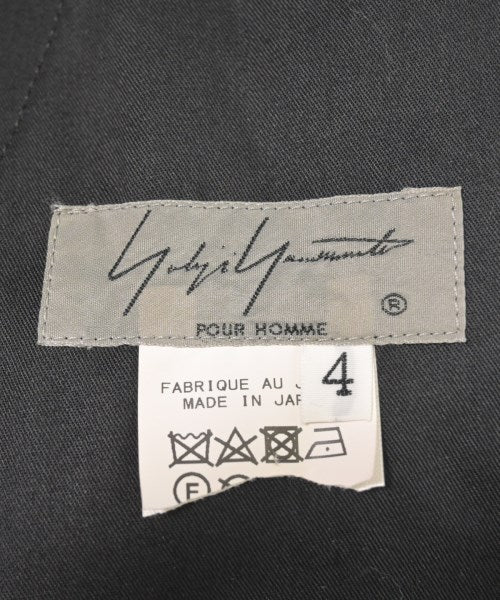 Yohji Yamamoto
®
POUR HOMME
4
FABRIQUE AU J
MADE IN JAP
F